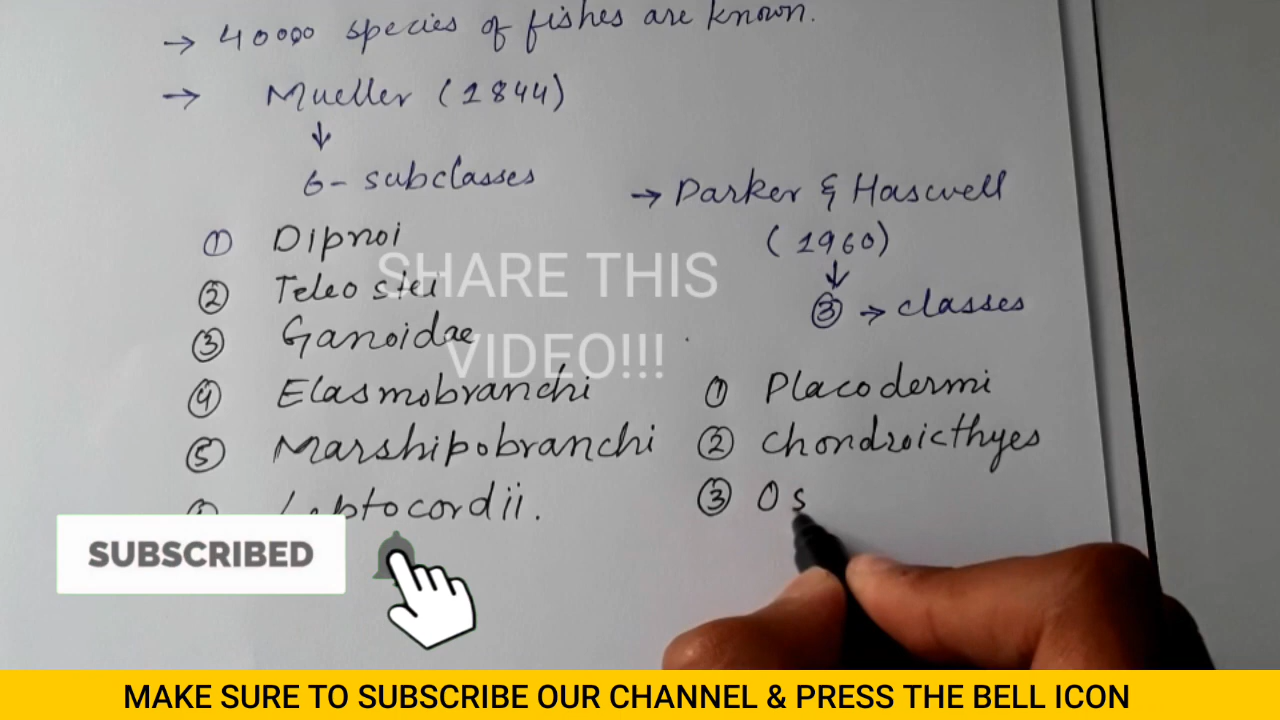 → 40000 species of fishes are known.
→ Mueller (1844)
↓
6- subclasses
① Dipnoi
② Teleostei
③ Ganoidae
④ Elasmobranchi
⑤ Marshipobranchi
Leptocordii.
→ Parker & Haswell
(1960)
↓
③ → classes
① Placodermi
② Chondroicthyes
③ Os
SHARE THIS
VIDEO!!!
SUBSCRIBED
MAKE SURE TO SUBSCRIBE OUR CHANNEL & PRESS THE BELL ICON